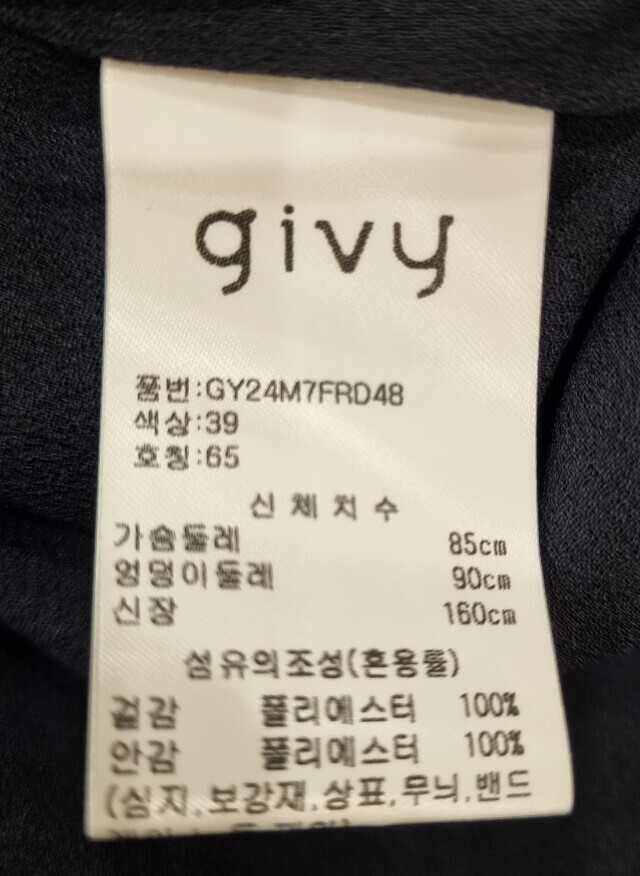 givy
품번:GY24M7FRD48
색상:39
호칭:65
신 체 치 수
가슴둘레 85cm
엉덩이둘레 90cm
신장 160cm
섬유의조성(혼용률)
겉감 폴리에스터 100%
안감 폴리에스터 100%
(심지,보강재,상표,무늬,밴드